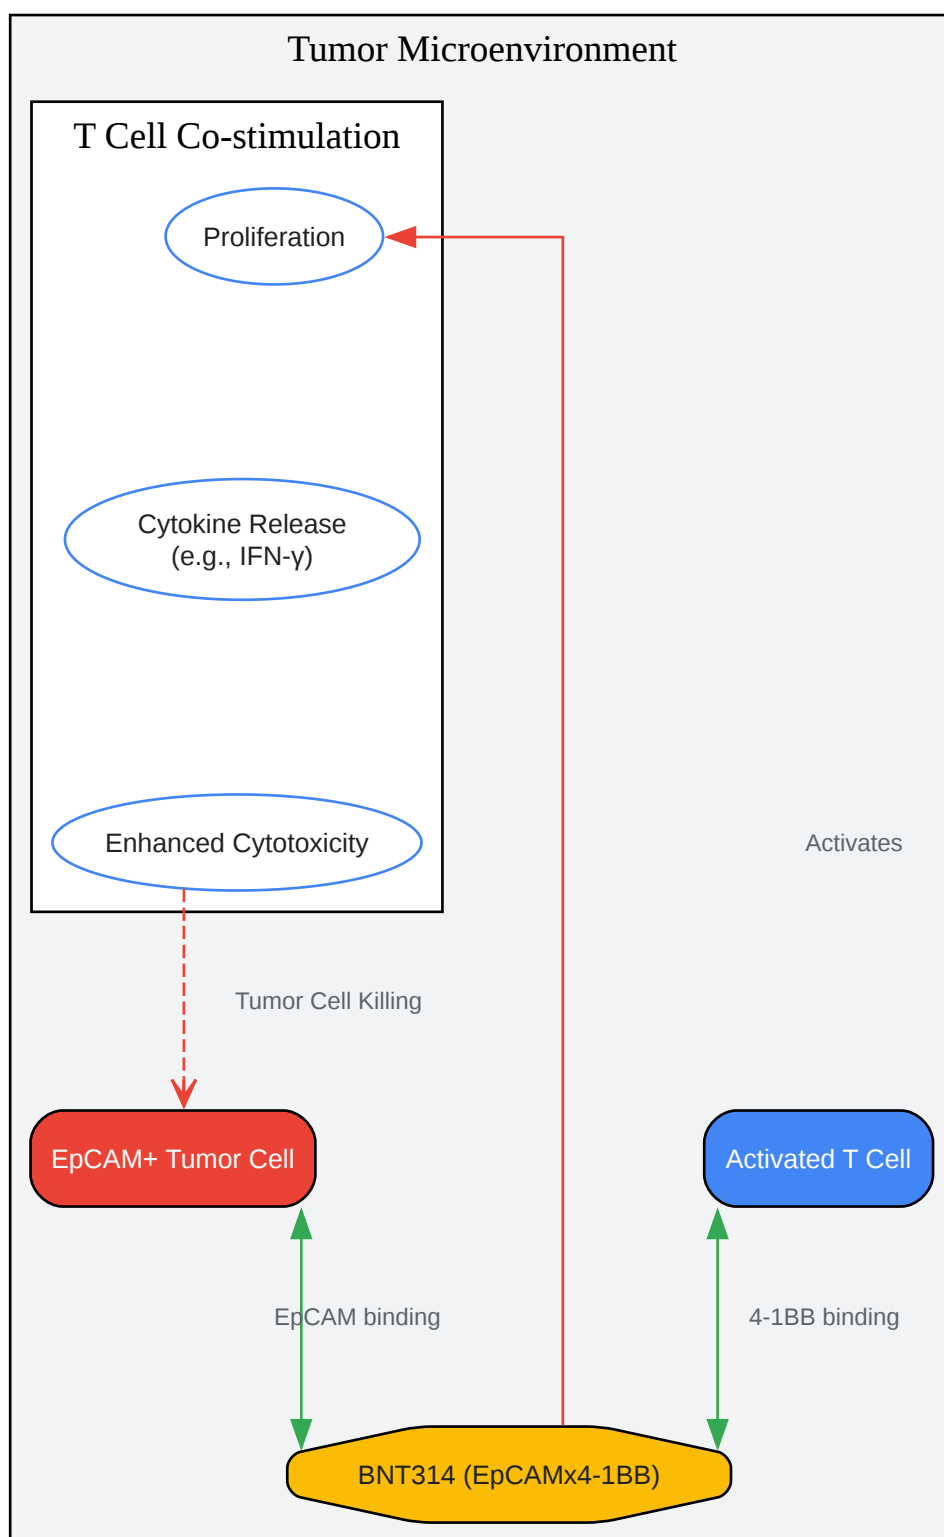 Tumor Microenvironment
T Cell Co-stimulation
Proliferation
Cytokine Release
(e.g., IFN-γ)
Enhanced Cytotoxicity
Activates
Tumor Cell Killing
EpCAM+ Tumor Cell
Activated T Cell
EpCAM binding
4-1BB binding
BNT314 (EpCAMx4-1BB)